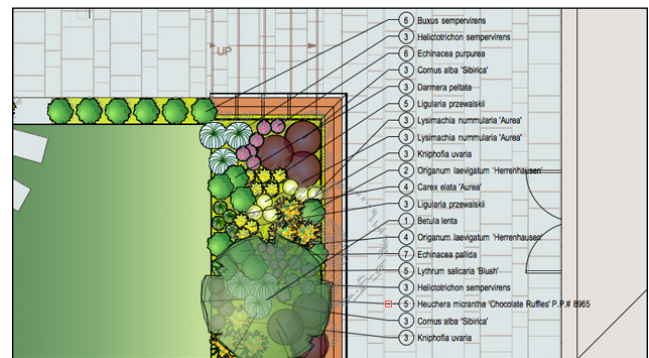 6 Buxus sempervirens
3 Helictotrichon sempervirens
6 Echinacea purpurea
3 Cornus alba 'Sibirica'
3 Darmera peltata
5 Ligularia przewalskii
3 Lysimachia nummularia 'Aurea'
3 Lysimachia nummularia 'Aurea'
3 Kniphofia uvaria
2 Origanum laevigatum 'Herrenhausen'
4 Carex elata 'Aurea'
3 Ligularia przewalskii
1 Betula lenta
4 Origanum laevigatum 'Herrenhausen'
7 Echinacea pallida
5 Lythrum salicaria 'Blush'
3 Helictotrichon sempervirens
5 Heuchera micrantha 'Chocolate Ruffles' P.P.# 8965
3 Cornus alba 'Sibirica'
3 Kniphofia uvaria
UP